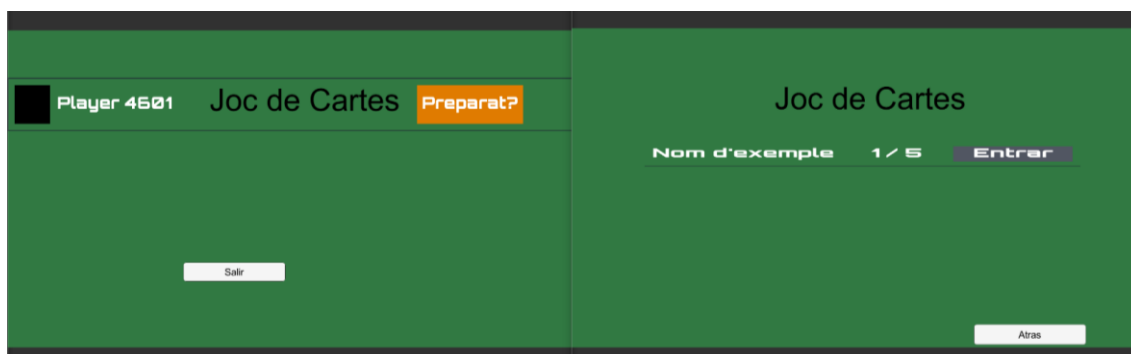 Player 4601 Joc de Cartes Preparat?
Salir
Joc de Cartes
Nom d'exemple 1 / 5 Entrar
Atras